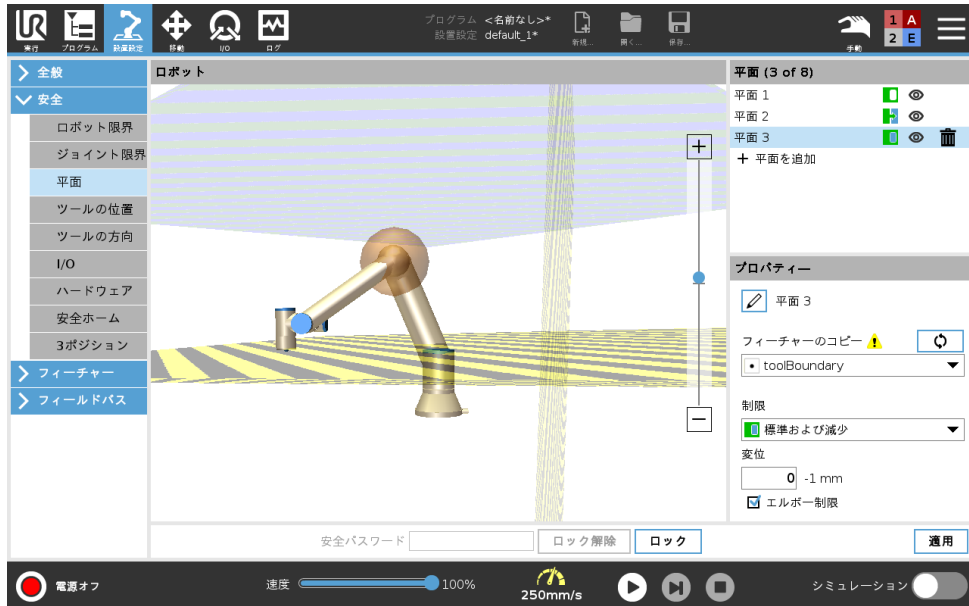 UR
実行
プログラム
設置設定
移動
I/O
ログ
プログラム <名前なし>*
設置設定 default_1*
新規...
開く...
保存...
手動
1 A
2 E
全般
安全
ロボット限界
ジョイント限界
平面
ツールの位置
ツールの方向
I/O
ハードウェア
安全ホーム
3ポジション
フィーチャー
フィールドバス
ロボット
+
−
平面 (3 of 8)
平面 1
平面 2
平面 3
+ 平面を追加
プロパティー
平面 3
フィーチャーのコピー
toolBoundary
制限
標準および減少
変位
0 -1 mm
エルボー制限
安全パスワード
ロック解除
ロック
適用
電源オフ
速度
100%
250mm/s
シミュレーション